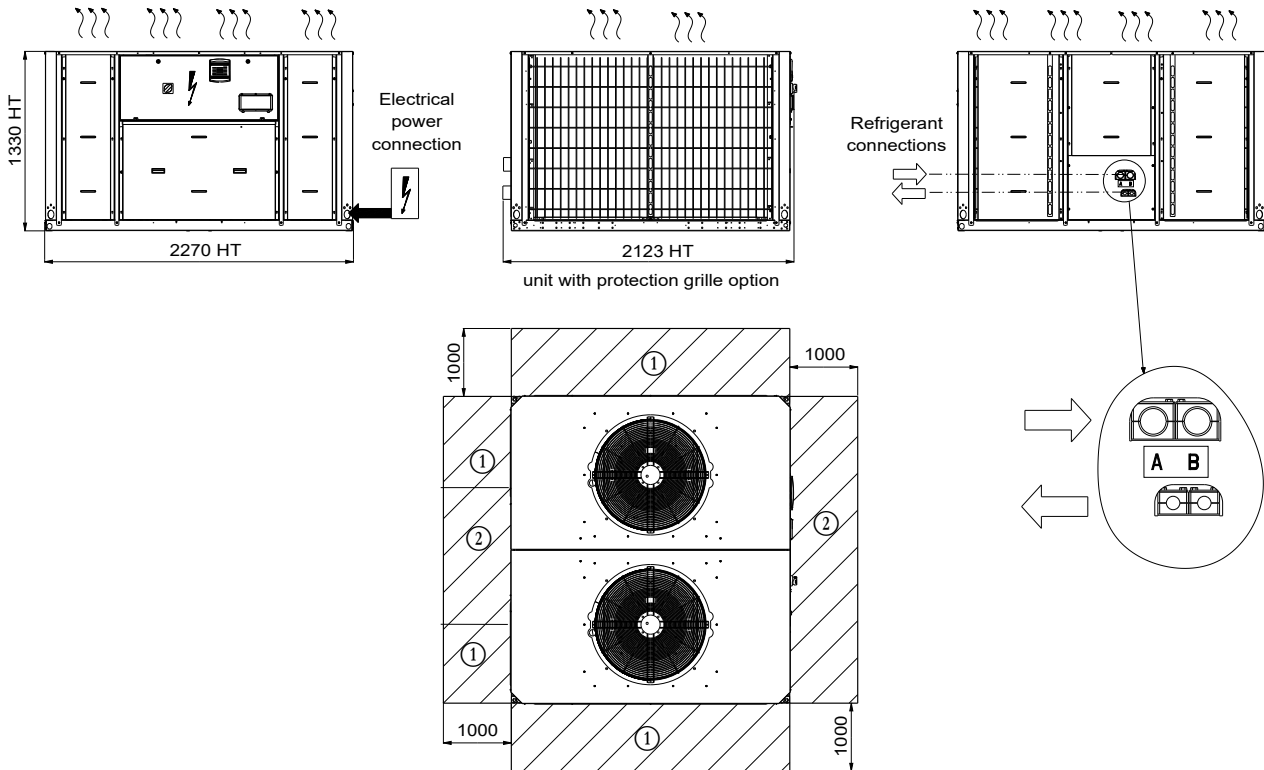 1330 HT
2270 HT
Electrical
power
connection
2123 HT
unit with protection grille option
Refrigerant
connections
A B
1000
1000
①
①
②
①
②
1000
①
1000
A B